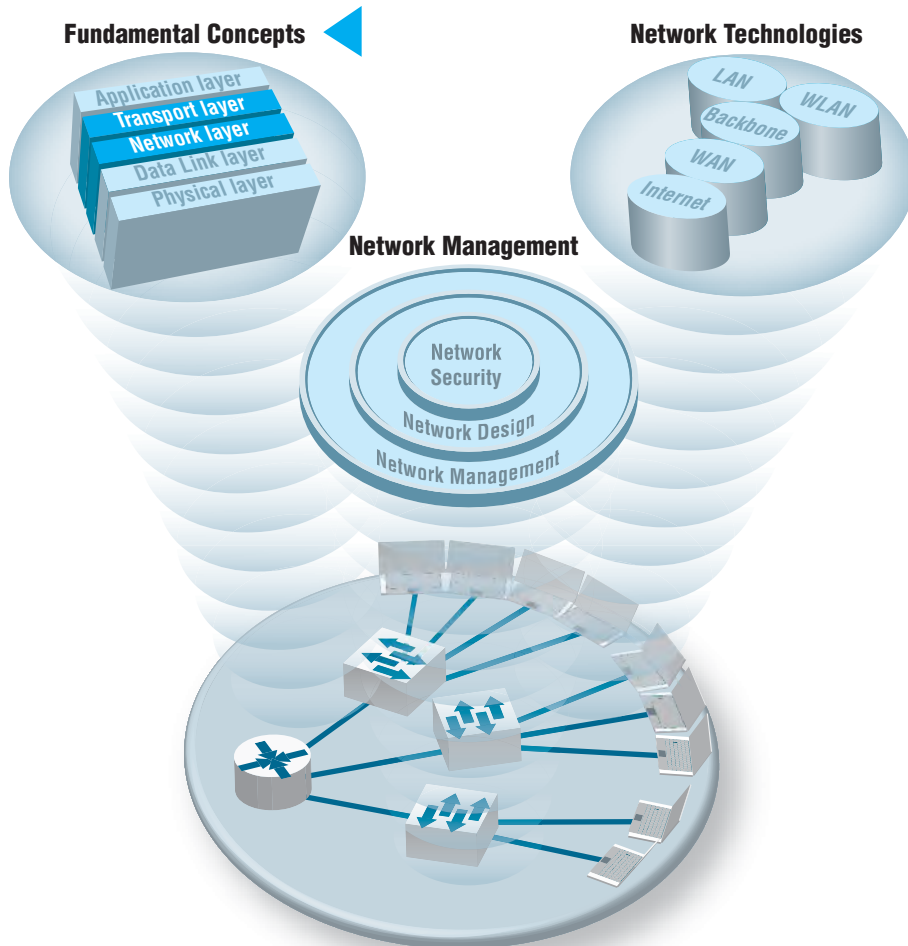 Fundamental Concepts
Network Technologies
Application layer
Transport layer
Network layer
Data Link layer
Physical layer
LAN
WLAN
Backbone
WAN
Internet
Network Management
Network
Security
Network Design
Network Management